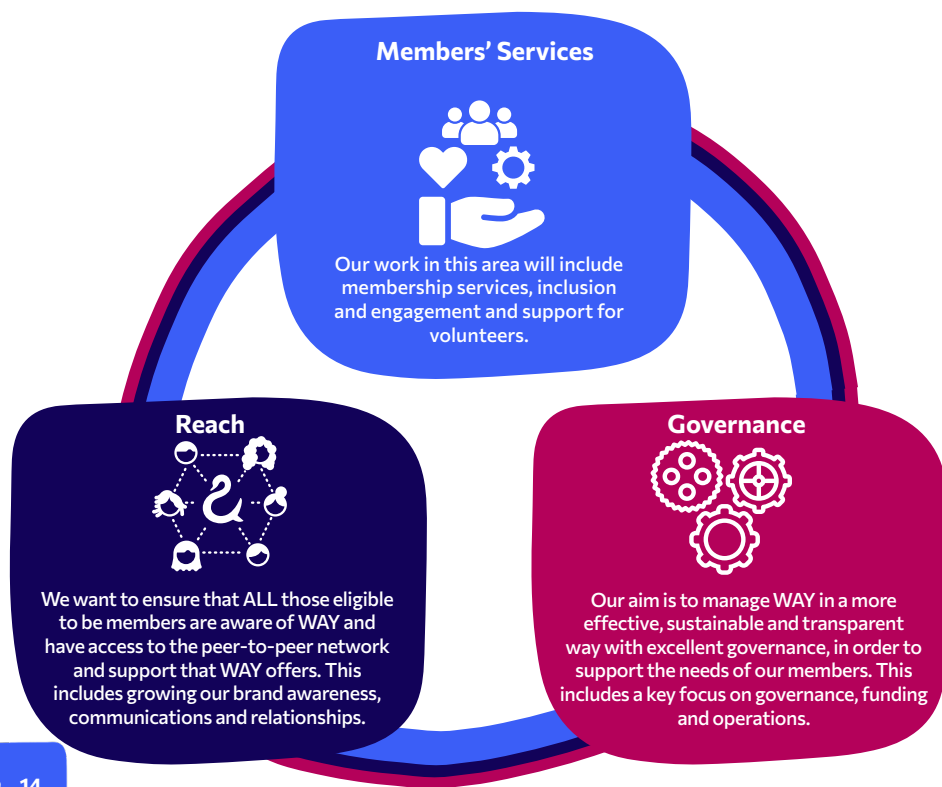 Members’ Services
Our work in this area will include
membership services, inclusion
and engagement and support for
volunteers.
Reach
We want to ensure that ALL those eligible
to be members are aware of WAY and
have access to the peer-to-peer network
and support that WAY offers. This
includes growing our brand awareness,
communications and relationships.
Governance
Our aim is to manage WAY in a more
effective, sustainable and transparent
way with excellent governance, in order to
support the needs of our members. This
includes a key focus on governance, funding
and operations.
14